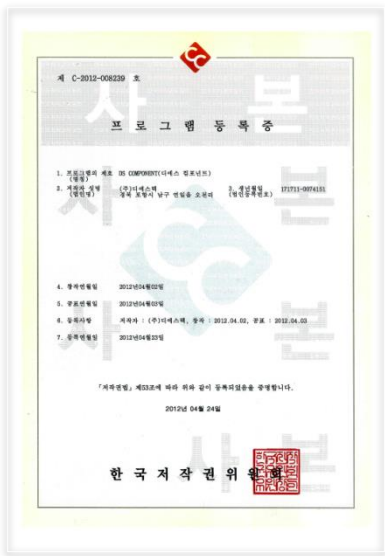 제 C-2012-008239 호
사 본
프 로 그 램 등 록 증
1. 프로그램의 제호 DS COMPONENT(디에스 컴포넌트)
(명칭)
2. 저작자 성명 (주)디에스텍 3. 생년월일 171711-0074151
(법인명) 경북 포항시 남구 연일읍 오천리 (법인등록번호)
사 본
4. 창작연월일 2012년04월02일
5. 공표연월일 2012년04월03일
6. 등록사항 저작자 : (주)디에스텍, 창작 : 2012.04.02, 공표 : 2012.04.03
7. 등록연월일 2012년04월23일
사 본
「저작권법」 제53조에 따라 위와 같이 등록되었음을 증명합니다.
2012년 04월 24일
사 본
한 국 저 작 권 위 원 회